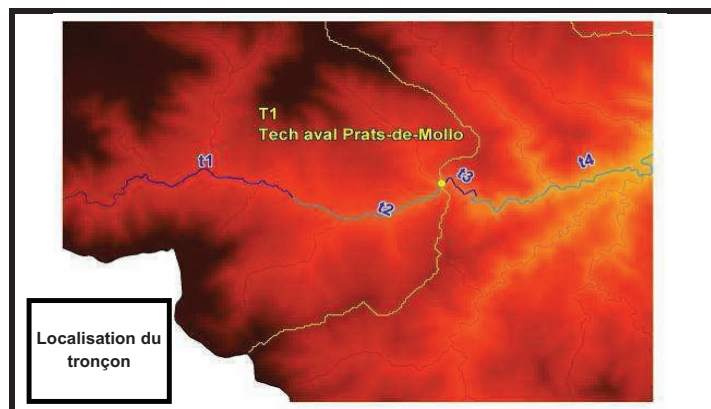 T1
Tech aval Prats-de-Mollo
t1
t2
t3
t4
Localisation du
tronçon